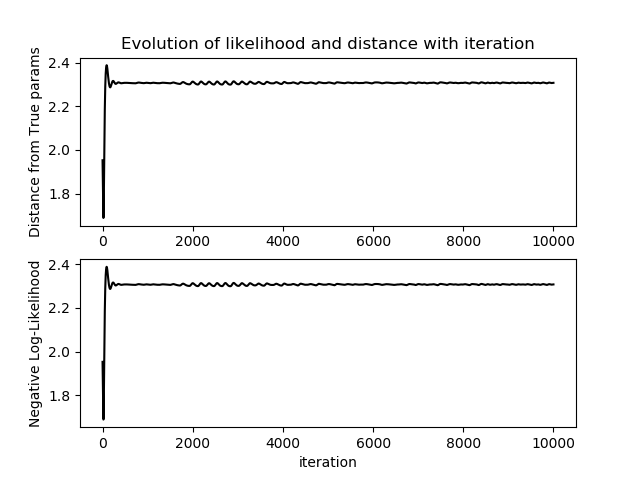 Evolution of likelihood and distance with iteration
Distance from True params
2.4
2.2
2.0
1.8
0 2000 4000 6000 8000 10000
Negative Log-Likelihood
2.4
2.2
2.0
1.8
0 2000 4000 6000 8000 10000
iteration